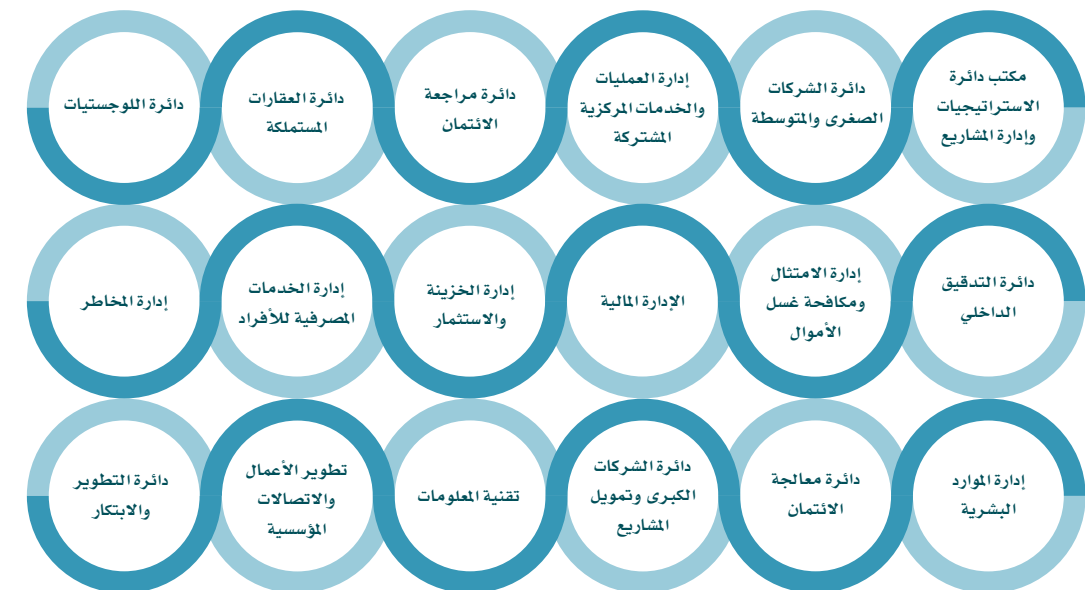 مكتب دائرة
الاستراتيجيات
وإدارة المشاريع
دائرة الشركات
الصغرى والمتوسطة
إدارة العمليات
والخدمات المركزية
المشتركة
دائرة مراجعة
الائتمان
دائرة العقارات
المستملكة
دائرة اللوجستيات
دائرة التدقيق
الداخلي
إدارة الامتثال
ومكافحة غسل
الأموال
الإدارة المالية
إدارة الخزينة
والاستثمار
إدارة الخدمات
المصرفية للأفراد
إدارة المخاطر
إدارة الموارد
البشرية
دائرة معالجة
الائتمان
دائرة الشركات
الكبرى وتمويل
المشاريع
تقنية المعلومات
تطوير الأعمال
والاتصالات
المؤسسية
دائرة التطوير
والابتكار